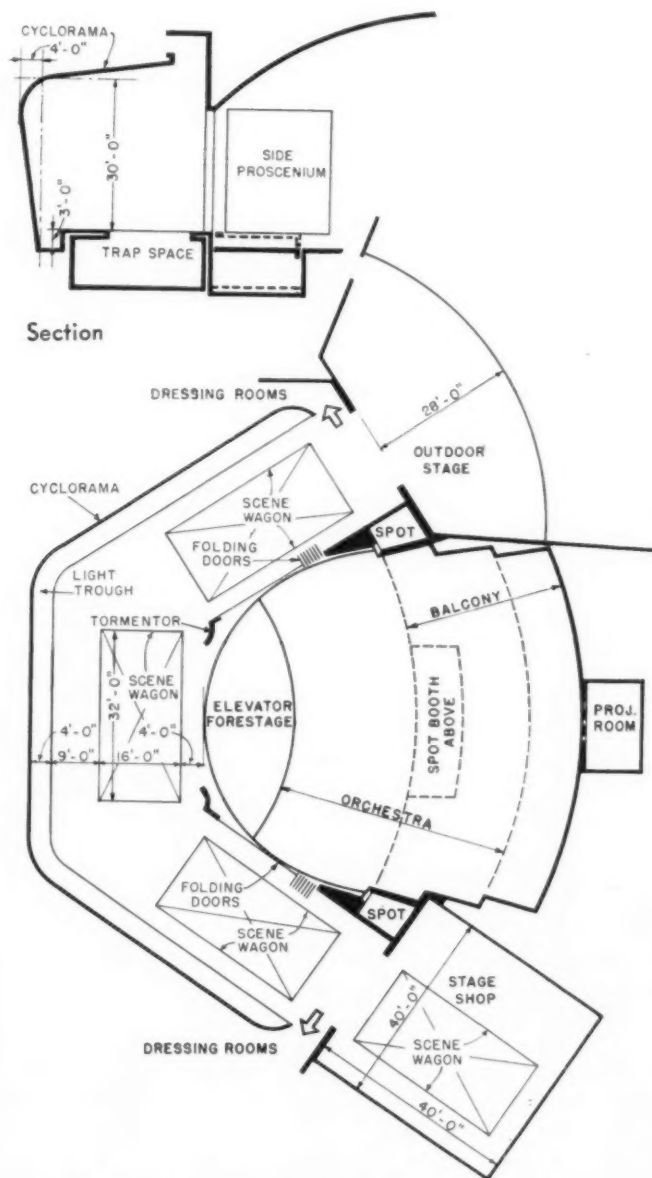 CYCLORAMA
4'-0"
30'-0"
3'-0"
SIDE
PROSCENIUM
TRAP SPACE
Section
DRESSING ROOMS
28'-0"
OUTDOOR
STAGE
CYCLORAMA
SCENE
WAGON
FOLDING
DOORS
SPOT
LIGHT
TROUGH
BALCONY
TORMENTOR
SCENE
WAGON
32'-0"
ELEVATOR
FORESTAGE
SPOT BOOTH
ABOVE
PROJ.
ROOM
4'-0"
9'-0"
16'-0"
4'-0"
ORCHESTRA
FOLDING
DOORS
SCENE
WAGON
SPOT
STAGE
SHOP
40'-0"
SCENE
WAGON
DRESSING ROOMS
40'-0"